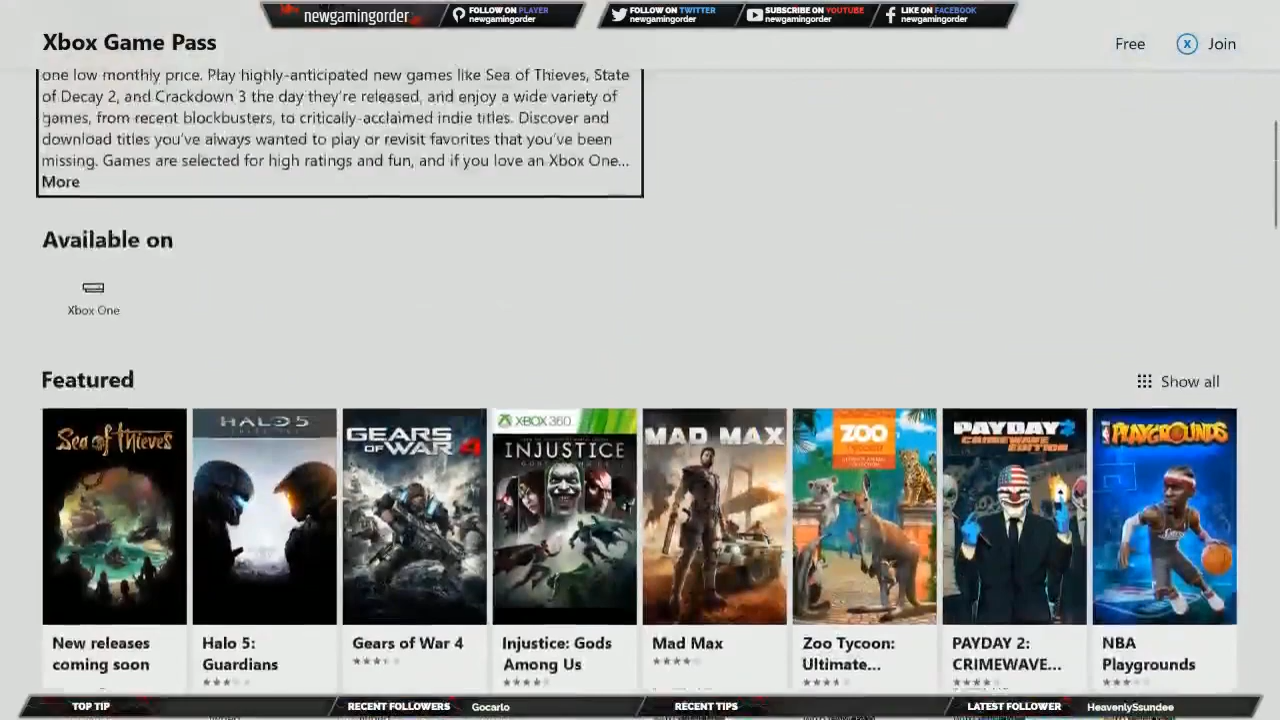 newgamingorder
FOLLOW ON PLAYER
newgamingorder
FOLLOW ON TWITTER
newgamingorder
SUBSCRIBE ON YOUTUBE
newgamingorder
LIKE ON FACEBOOK
newgamingorder
Xbox Game Pass
Free
X Join
one low monthly price. Play highly-anticipated new games like Sea of Thieves, State
of Decay 2, and Crackdown 3 the day they're released, and enjoy a wide variety of
games, from recent blockbusters, to critically-acclaimed indie titles. Discover and
download titles you've always wanted to play or revisit favorites that you've been
missing. Games are selected for high ratings and fun, and if you love an Xbox One...
More
Available on
Xbox One
Featured
Show all
Sea of Thieves
HALO 5
GEARS
OF WAR 4
XBOX 360
INJUSTICE
MAD MAX
ZOO
PAYDAY 2
CRIMEWAVE
EDITION
PLAYGROUNDS
New releases
coming soon
Halo 5:
Guardians
Gears of War 4
Injustice: Gods
Among Us
Mad Max
Zoo Tycoon:
Ultimate...
PAYDAY 2:
CRIMEWAVE...
NBA
Playgrounds
TOP TIP
RECENT FOLLOWERS
Gocarlo
RECENT TIPS
LATEST FOLLOWER
HeavenlySsundee